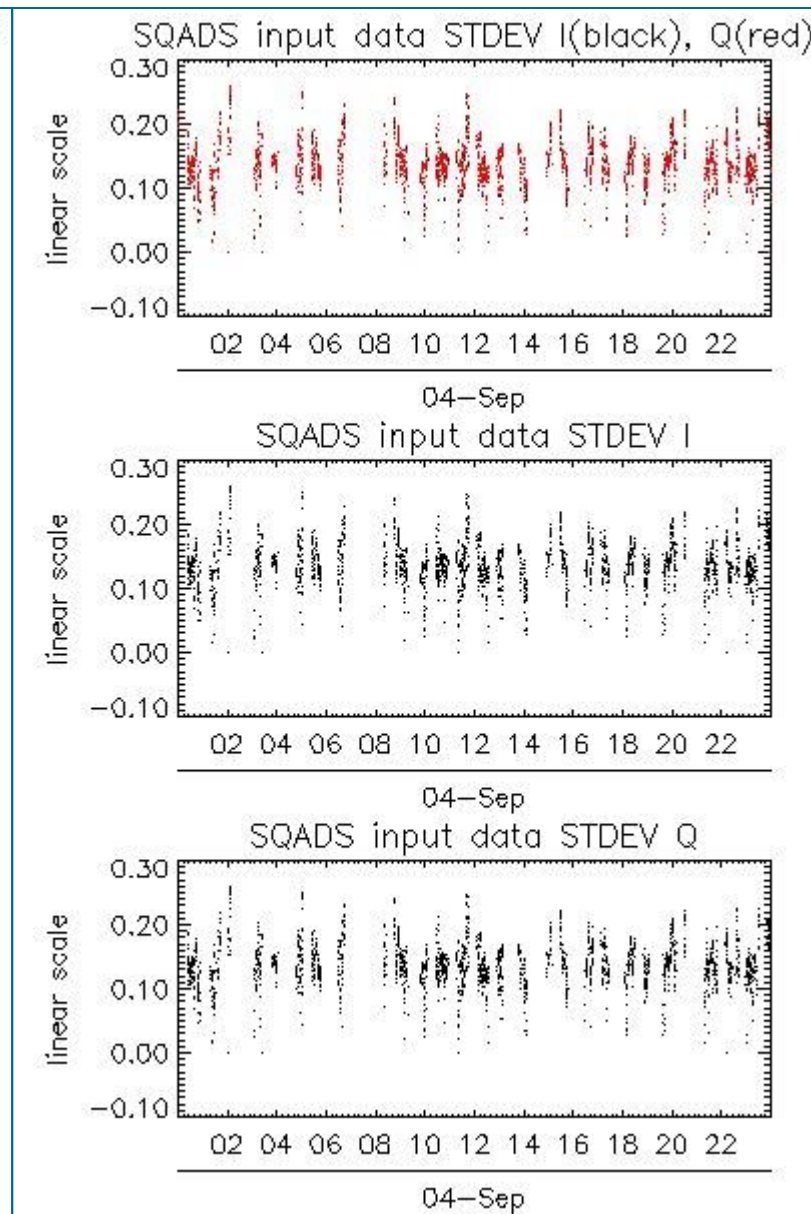 SQADS input data STDEV I(black), Q(red)
0.30
0.20
0.10
0.00
−0.10
linear scale
02 04 06 08 10 12 14 16 18 20 22
04−Sep
SQADS input data STDEV I
0.30
0.20
0.10
0.00
−0.10
linear scale
02 04 06 08 10 12 14 16 18 20 22
04−Sep
SQADS input data STDEV Q
0.30
0.20
0.10
0.00
−0.10
linear scale
02 04 06 08 10 12 14 16 18 20 22
04−Sep